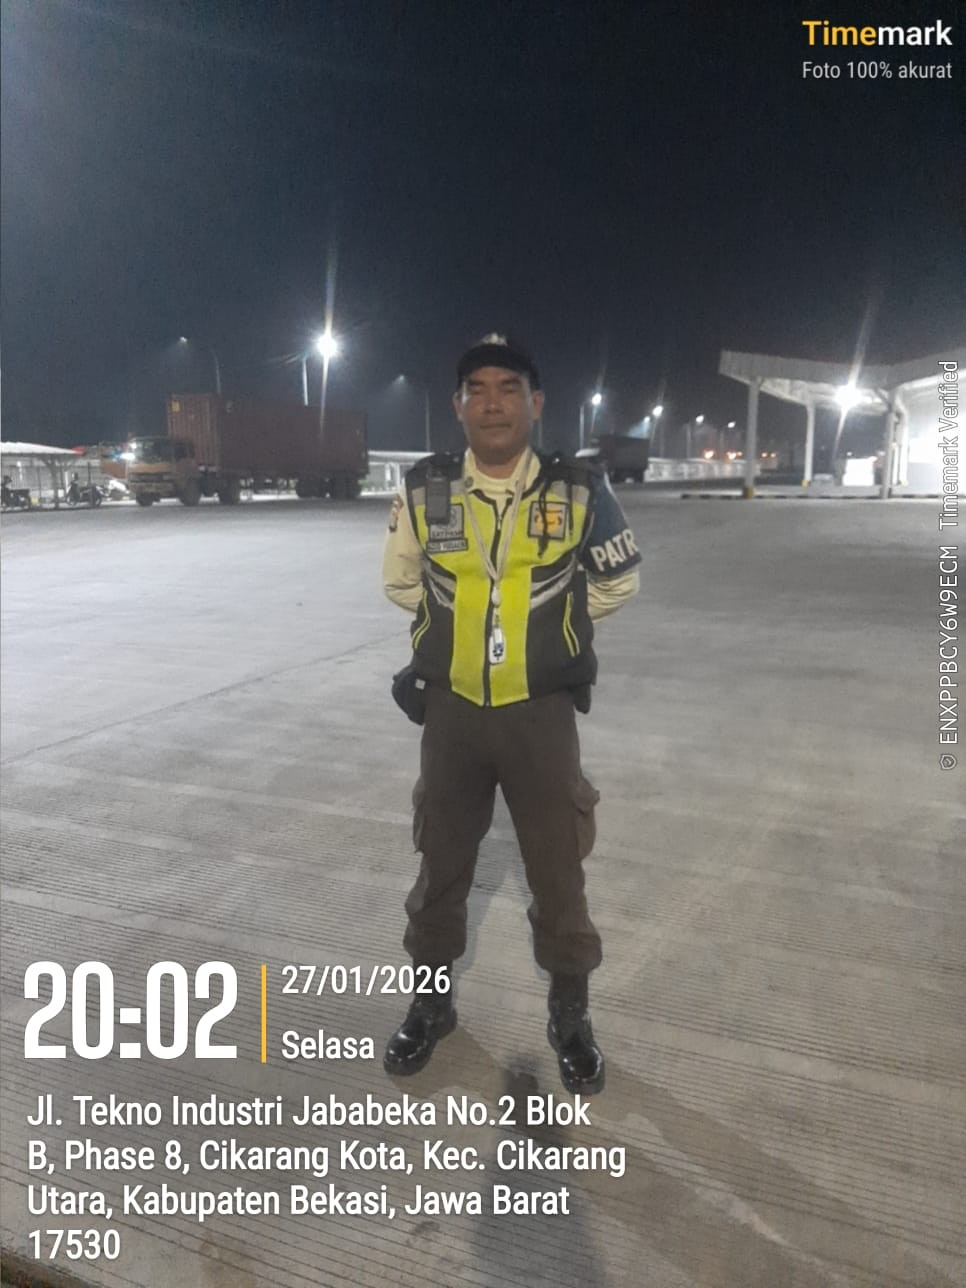 Timemark
Foto 100% akurat
SATPAM
PATR
© ENXPPBCY6W9ECM Timemark Verified
20:02
27/01/2026
Selasa
Jl. Tekno Industri Jababeka No.2 Blok
B, Phase 8, Cikarang Kota, Kec. Cikarang
Utara, Kabupaten Bekasi, Jawa Barat
17530